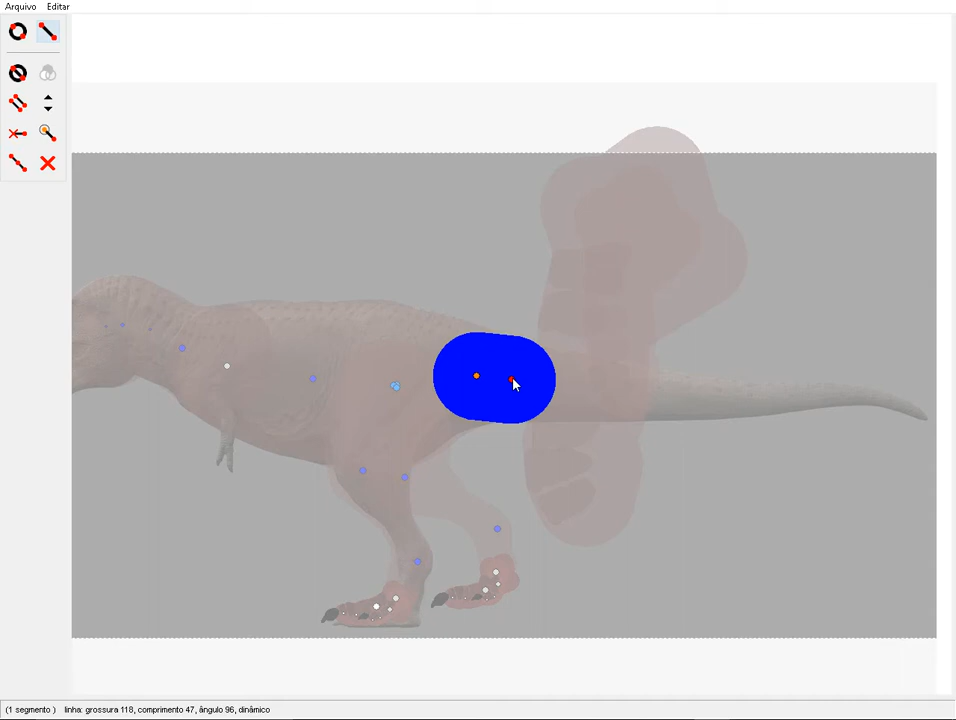 Arquivo Editar
(1 segmento ) linha: grossura 118, comprimento 47, ângulo 96, dinâmico